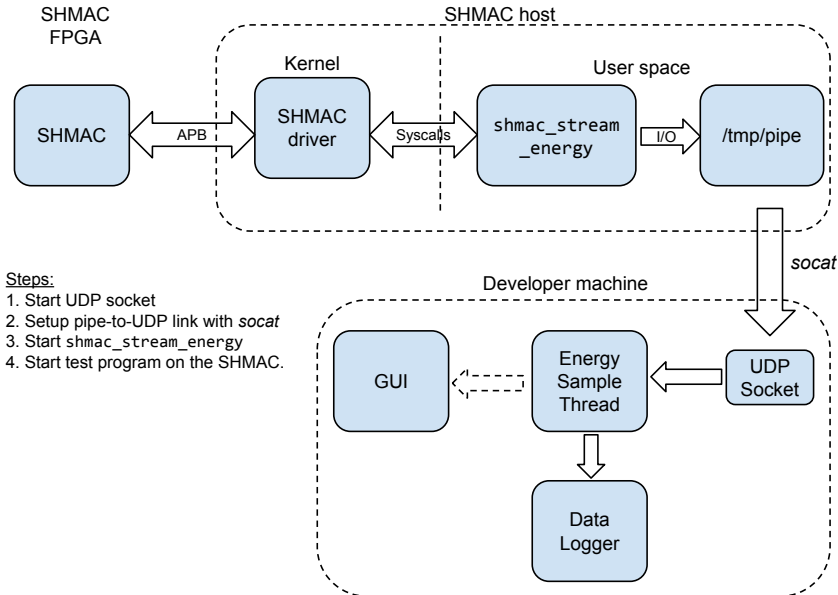 SHMAC
FPGA
SHMAC host
Kernel
User space
SHMAC
APB
SHMAC
driver
Syscalls
shmac_stream
_energy
I/O
/tmp/pipe
socat
Steps:
1. Start UDP socket
2. Setup pipe-to-UDP link with socat
3. Start shmac_stream_energy
4. Start test program on the SHMAC.
Developer machine
GUI
Energy
Sample
Thread
UDP
Socket
Data
Logger